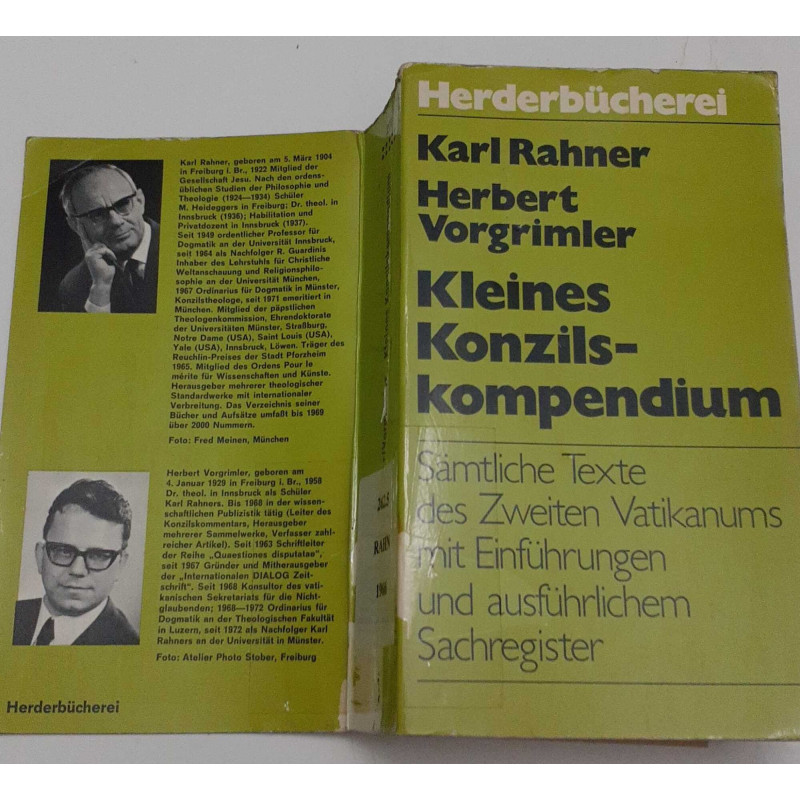 Karl Rahner, geboren am 5. März 1904
in Freiburg i. Br., 1922 Mitglied der
Gesellschaft Jesu. Nach den ordens-
üblichen Studien der Philosophie und
Theologie (1924—1934) Schüler
M. Heideggers in Freiburg; Dr. theol. in
Innsbruck (1936); Habilitation und
Privatdozent in Innsbruck (1937).
Seit 1949 ordentlicher Professor für
Dogmatik an der Universität Innsbruck,
seit 1964 als Nachfolger R. Guardinis
Inhaber des Lehrstuhls für Christliche
Weltanschauung und Religionsphilo-
sophie an der Universität München,
1967 Ordinarius für Dogmatik in Münster,
Konzilstheologe, seit 1971 emeritiert in
München. Mitglied der päpstlichen
Theologenkommission, Ehrendoktorate
der Universitäten Münster, Straßburg,
Notre Dame (USA), Saint Louis (USA),
Yale (USA), Innsbruck, Löwen. Träger des
Reuchlin-Preises der Stadt Pforzheim
1965. Mitglied des Ordens Pour le
mérite für Wissenschaften und Künste.
Herausgeber mehrerer theologischer
Standardwerke mit internationaler
Verbreitung. Das Verzeichnis seiner
Bücher und Aufsätze umfaßt bis 1969
über 2000 Nummern.
Foto: Fred Meinen, München
Herbert Vorgrimler, geboren am
4. Januar 1929 in Freiburg i. Br., 1958
Dr. theol. in Innsbruck als Schüler
Karl Rahners. Bis 1968 in der wissen-
schaftlichen Publizistik tätig (Leiter des
Konzilskommentars, Herausgeber
mehrerer Sammelwerke, Verfasser zahl-
reicher Artikel). Seit 1963 Schriftleiter
der Reihe „Quaestiones disputatae",
seit 1967 Gründer und Mitherausgeber
der „Internationalen DIALOG Zeit-
schrift". Seit 1968 Konsultor des vati-
kanischen Sekretariats für die Nicht-
glaubenden; 1968—1972 Ordinarius für
Dogmatik an der Theologischen Fakultät
in Luzern, seit 1972 als Nachfolger Karl
Rahners an der Universität in Münster.
Foto: Atelier Photo Stober, Freiburg
Herderbücherei
262.5
RAHN
1966
Herderbücherei
Karl Rahner
Herbert
Vorgrimler
Kleines
Konzils-
kompendium
Sämtliche Texte
des Zweiten Vatikanums
mit Einführungen
und ausführlichem
Sachregister